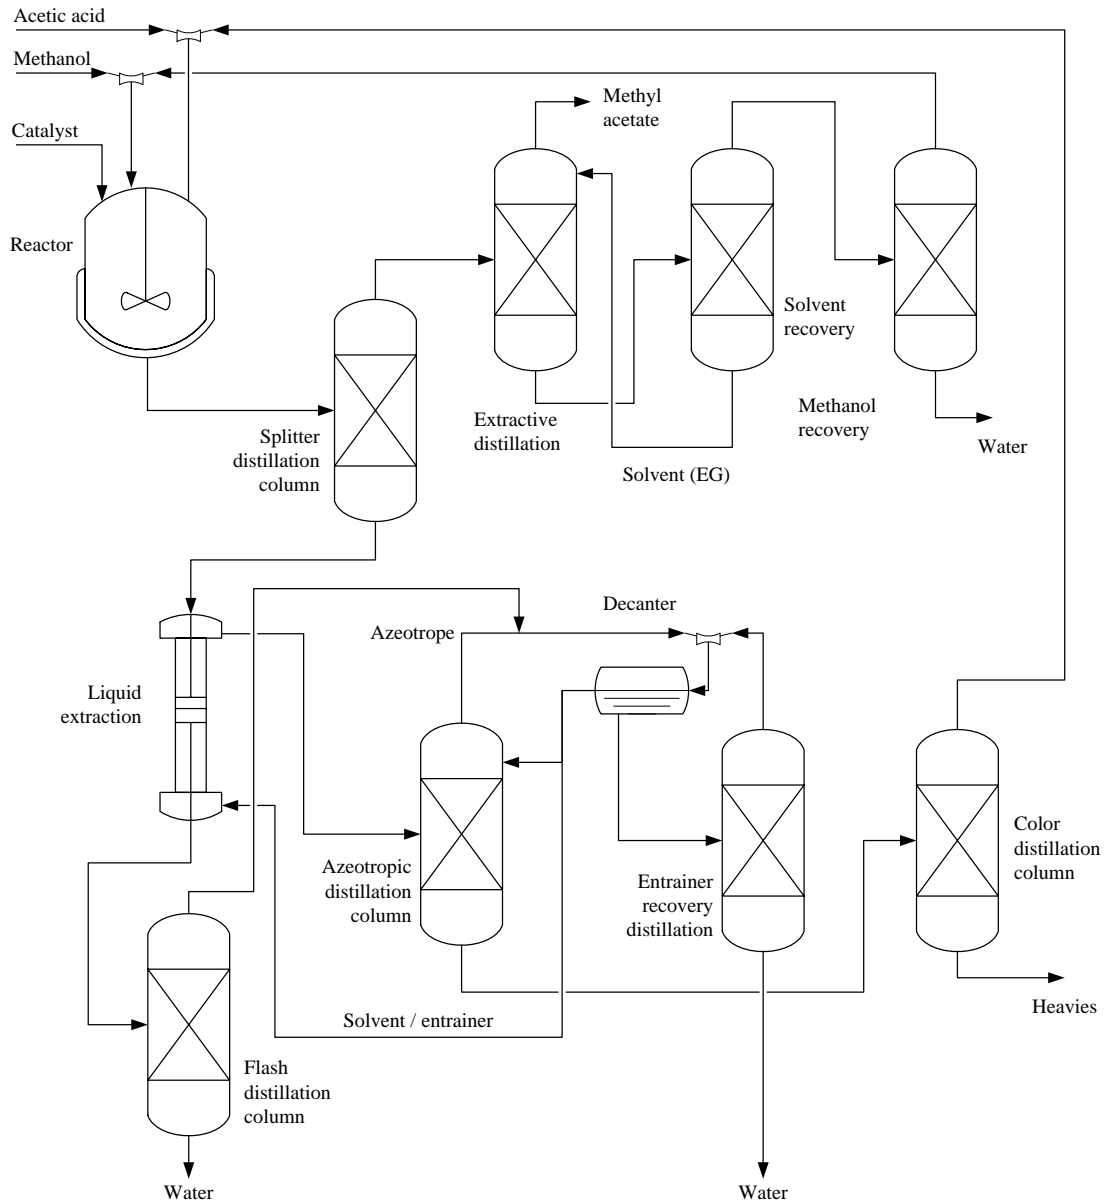 Acetic acid
Methanol
Catalyst
Reactor
Methyl
acetate
Solvent
recovery
Extractive
distillation
Methanol
recovery
Water
Solvent (EG)
Splitter
distillation
column
Azeotrope
Decanter
Liquid
extraction
Azeotropic
distillation
column
Entrainer
recovery
distillation
Color
distillation
column
Heavies
Solvent / entrainer
Flash
distillation
column
Water
Water